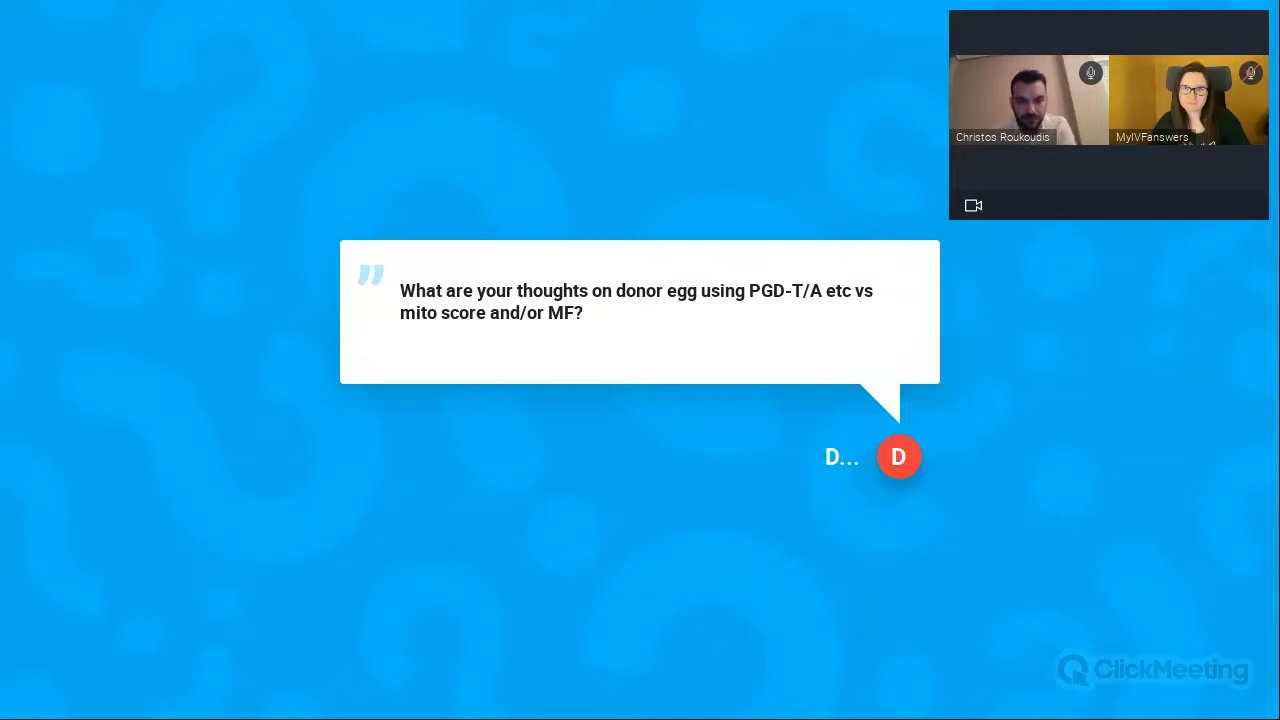 Christos Roukoudis
MyIVFanswers
What are your thoughts on donor egg using PGD-T/A etc vs
mito score and/or MF?
D...
D
ClickMeeting